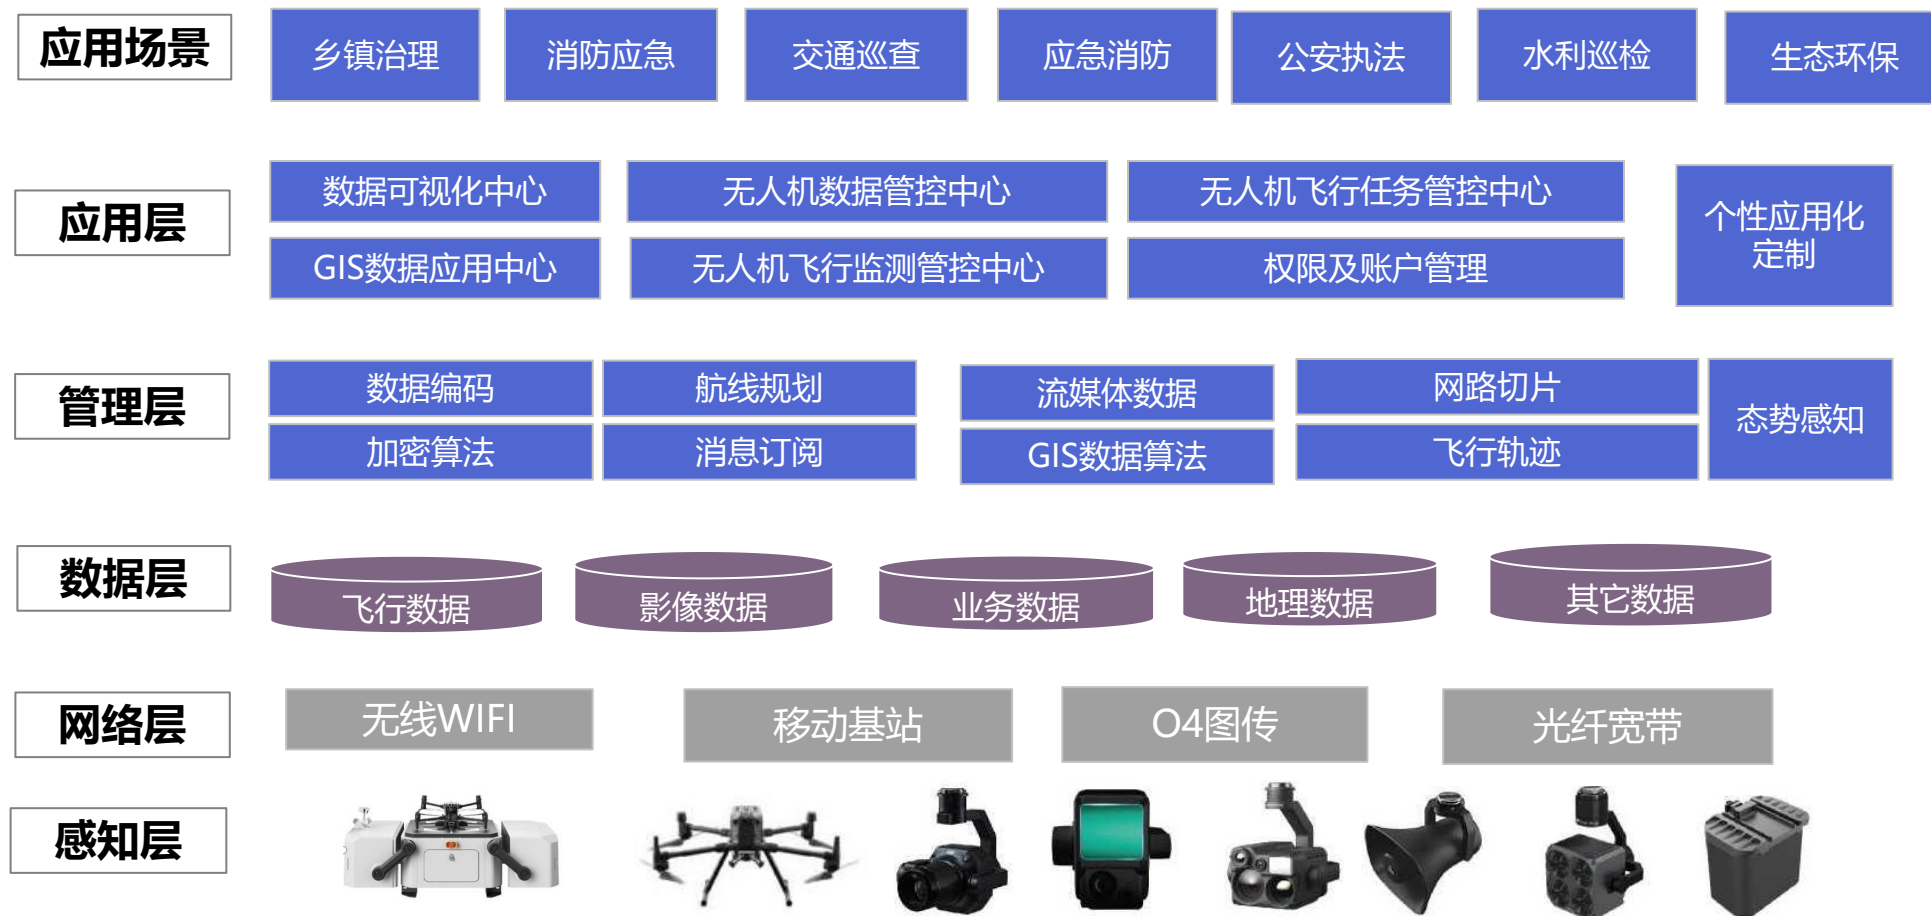 应用场景
乡镇治理
消防应急
交通巡查
应急消防
公安执法
水利巡检
生态环保
应用层
数据可视化中心
无人机数据管控中心
无人机飞行任务管控中心
GIS数据应用中心
无人机飞行监测管控中心
权限及账户管理
个性应用化
定制
管理层
数据编码
航线规划
流媒体数据
网路切片
加密算法
消息订阅
GIS数据算法
飞行轨迹
态势感知
数据层
飞行数据
影像数据
业务数据
地理数据
其它数据
网络层
无线WIFI
移动基站
O4图传
光纤宽带
感知层